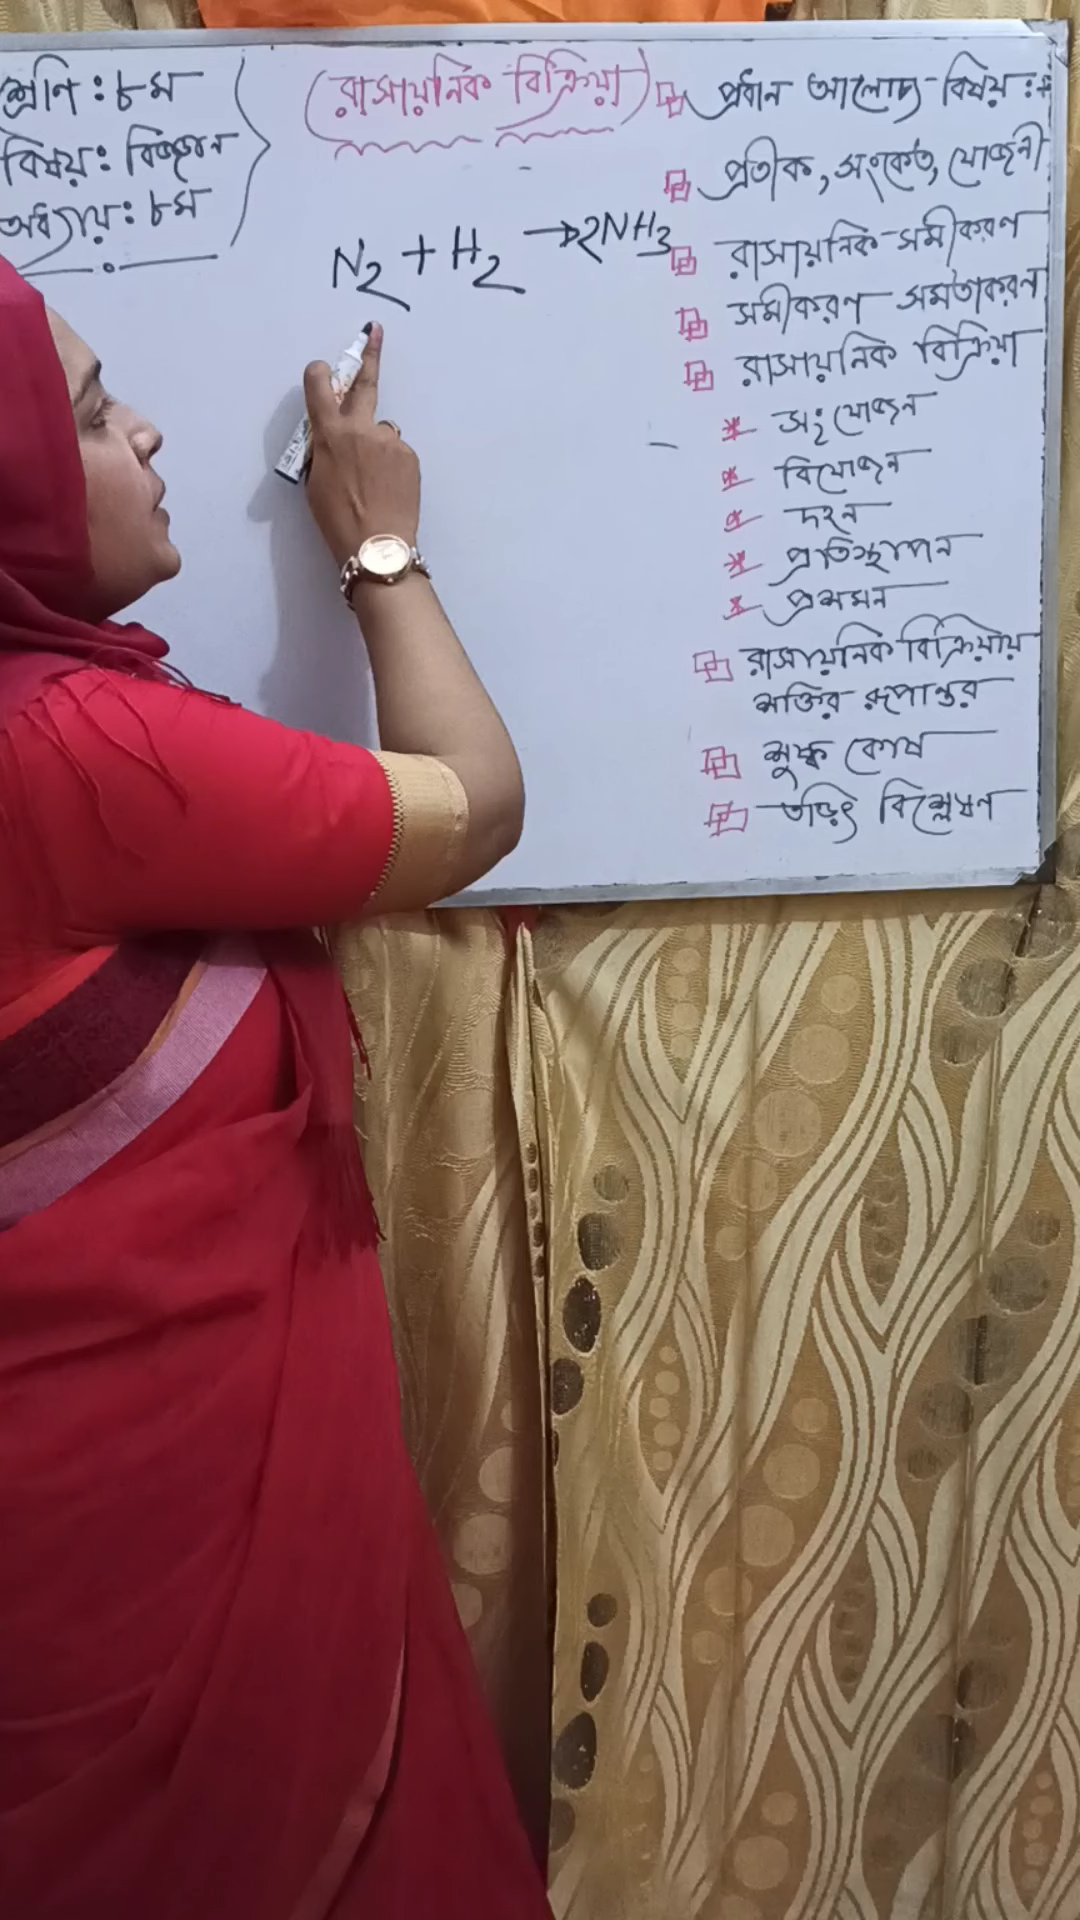 শ্রেণি : ৮ম
বিষয় : বিজ্ঞান
অধ্যায় : ৮ম
(রাসায়নিক বিক্রিয়া)
N2 + H2 → 2NH3
প্রধান আলোচ্য বিষয় :
প্রতীক, সংকেত, যোজনী
রাসায়নিক সমীকরণ
সমীকরণ সমতাকরণ
রাসায়নিক বিক্রিয়া
* সংযোজন
* বিযোজন
* দহন
* প্রতিস্থাপন
* প্রশমন
রাসায়নিক বিক্রিয়ায়
শক্তির রূপান্তর
শুষ্ক কোষ
তড়িৎ বিশ্লেষণ